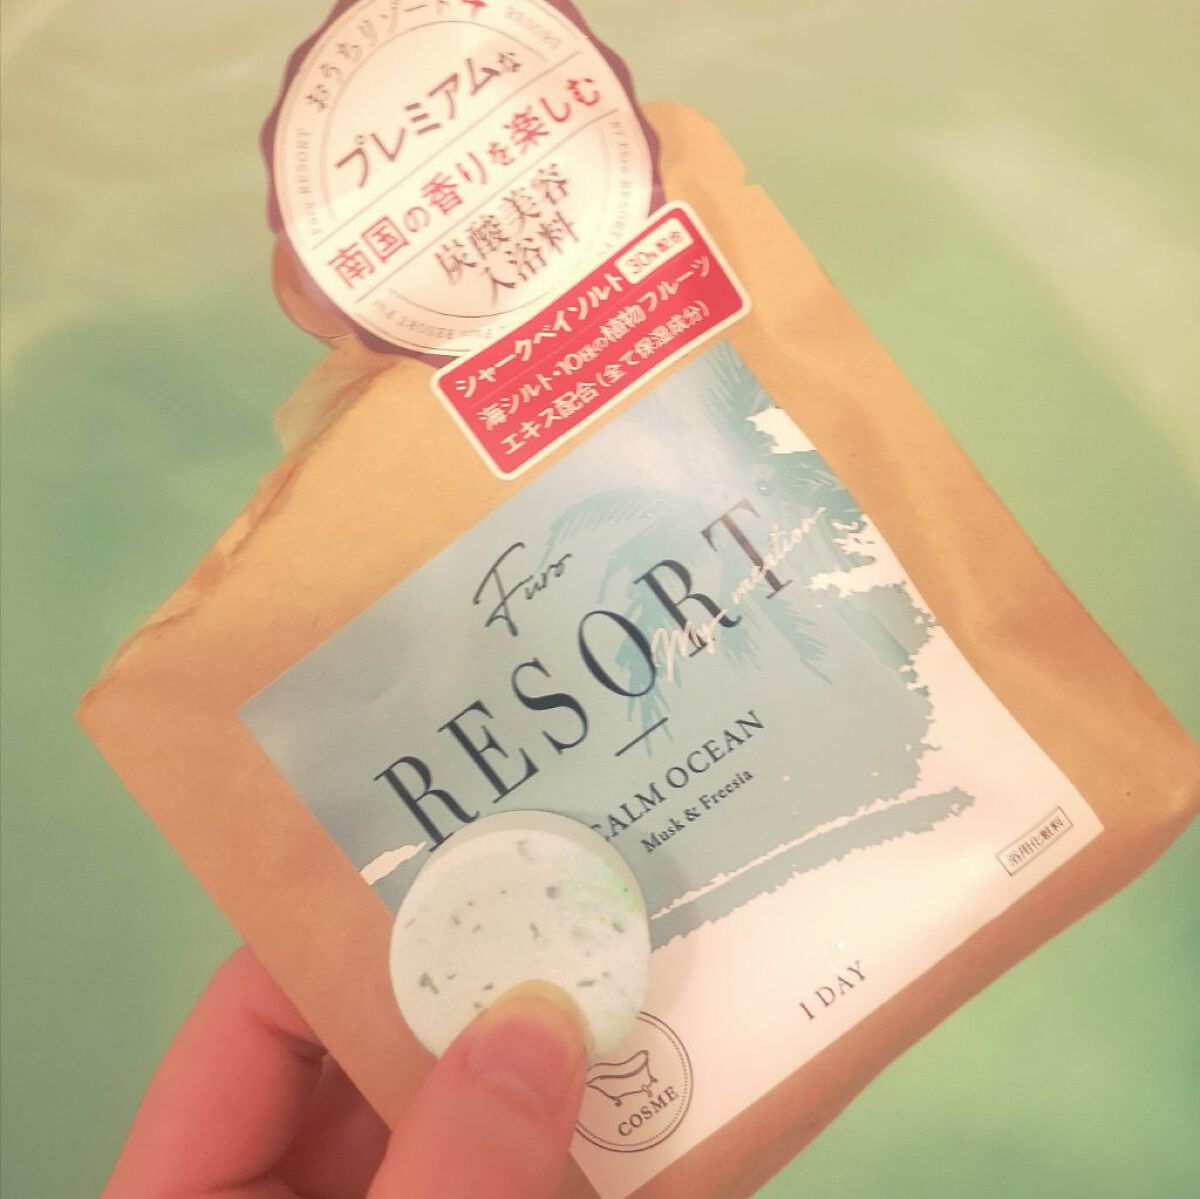 おうちリゾート
プレミアムな
南国の香りを楽しむ
炭酸美容
入浴料
シャークベイソルト 30%配合
海シルト・10種の植物フルーツ
エキス配合(全て保湿成分)
Füro
RESORT
My vacation
CALM OCEAN
Musk & Freesia
浴用化粧料
1 DAY
COSME